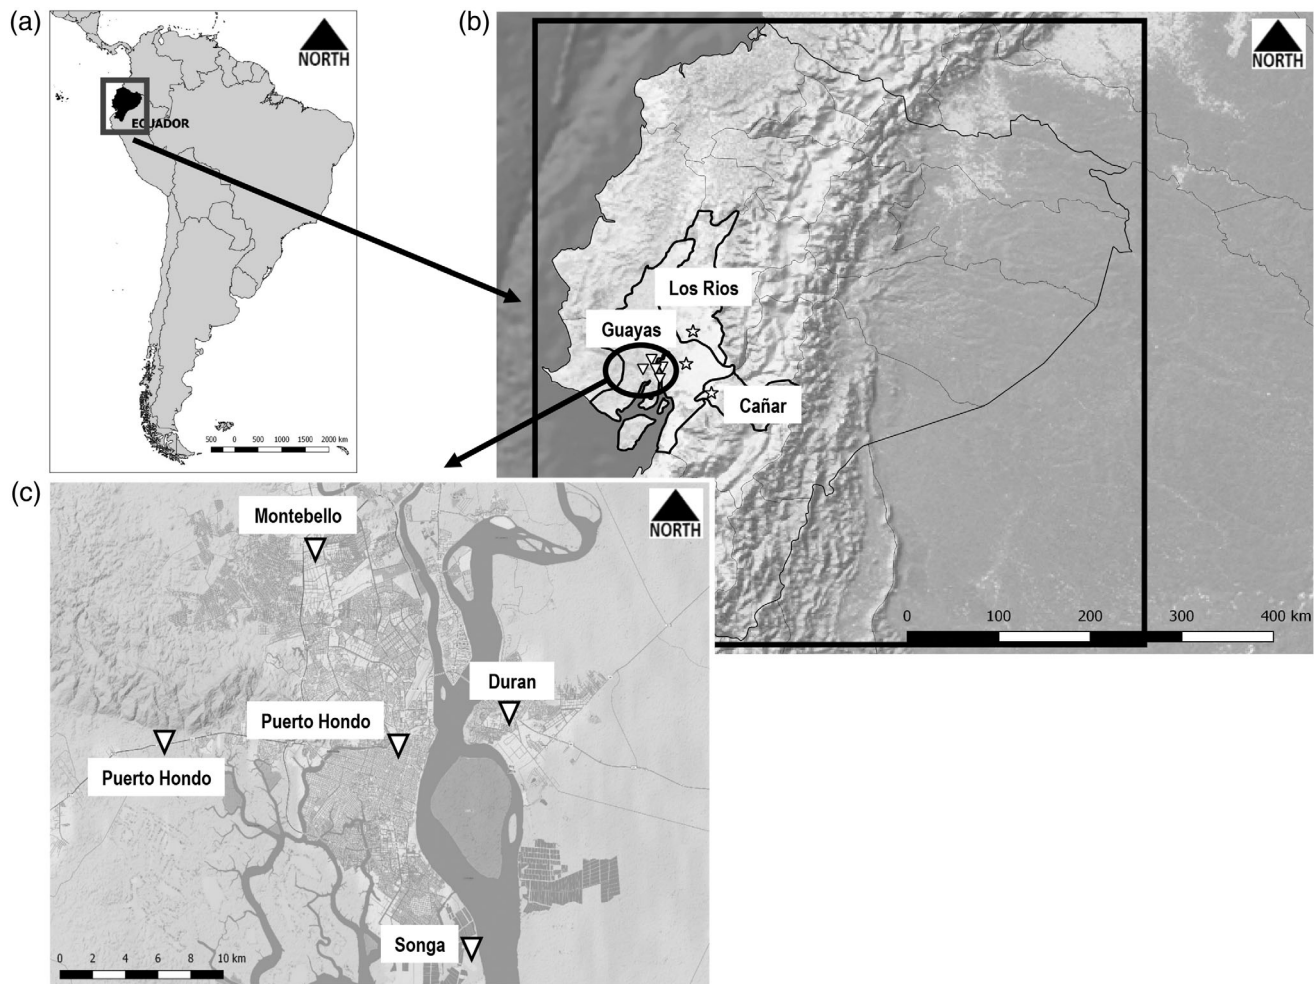 (a)
NORTH
ECUADOR
500 0 500 1000 1500 2000 km
(b)
NORTH
Los Rios
Guayas
Cañar
0 100 200 300 400 km
(c)
NORTH
Montebello
Duran
Puerto Hondo
Puerto Hondo
Songa
0 2 4 6 8 10 km